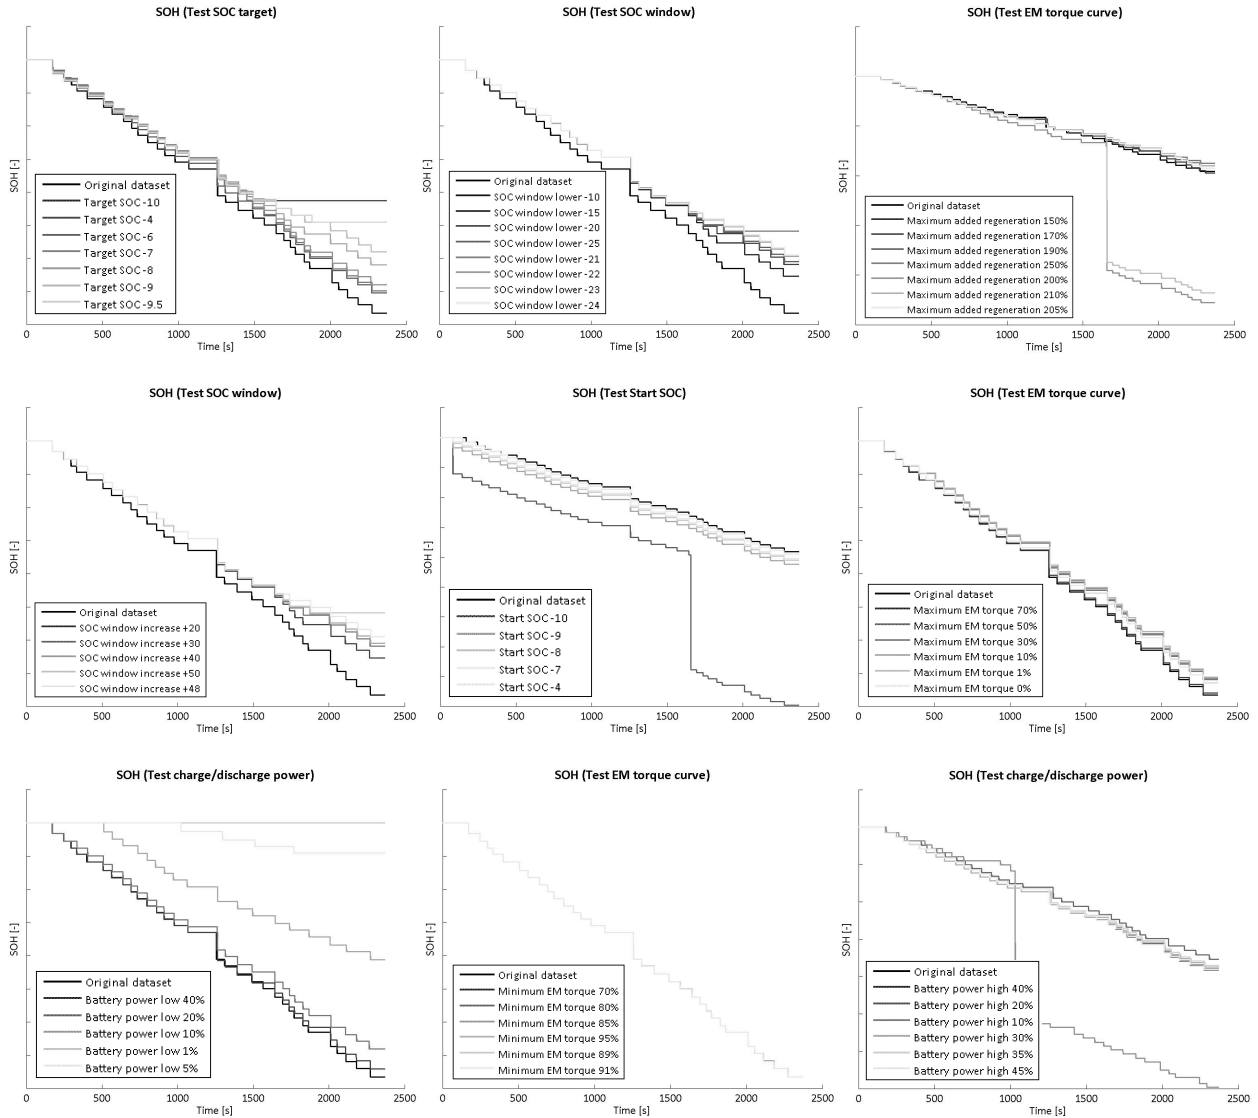 SOH (Test SOC target)
SOH [-]
Original dataset
Target SOC -10
Target SOC -4
Target SOC -6
Target SOC -7
Target SOC -8
Target SOC -9
Target SOC -9.5
0 500 1000 1500 2000 2500
Time [s]
SOH (Test SOC window)
SOH [-]
Original dataset
SOC window lower -10
SOC window lower -15
SOC window lower -20
SOC window lower -25
SOC window lower -21
SOC window lower -22
SOC window lower -23
SOC window lower -24
0 500 1000 1500 2000 2500
Time [s]
SOH (Test EM torque curve)
SOH [-]
Original dataset
Maximum added regeneration 150%
Maximum added regeneration 170%
Maximum added regeneration 190%
Maximum added regeneration 250%
Maximum added regeneration 200%
Maximum added regeneration 210%
Maximum added regeneration 205%
0 500 1000 1500 2000 2500
Time [s]
SOH (Test SOC window)
SOH [-]
Original dataset
SOC window increase +20
SOC window increase +30
SOC window increase +40
SOC window increase +50
SOC window increase +48
0 500 1000 1500 2000 2500
Time [s]
SOH (Test Start SOC)
SOH [-]
Original dataset
Start SOC -10
Start SOC -9
Start SOC -8
Start SOC -7
Start SOC -4
0 500 1000 1500 2000 2500
Time [s]
SOH (Test EM torque curve)
SOH [-]
Original dataset
Maximum EM torque 70%
Maximum EM torque 50%
Maximum EM torque 30%
Maximum EM torque 10%
Maximum EM torque 1%
Maximum EM torque 0%
0 500 1000 1500 2000 2500
Time [s]
SOH (Test charge/discharge power)
SOH [-]
Original dataset
Battery power low 40%
Battery power low 20%
Battery power low 10%
Battery power low 1%
Battery power low 5%
0 500 1000 1500 2000 2500
Time [s]
SOH (Test EM torque curve)
SOH [-]
Original dataset
Minimum EM torque 70%
Minimum EM torque 80%
Minimum EM torque 85%
Minimum EM torque 95%
Minimum EM torque 89%
Minimum EM torque 91%
0 500 1000 1500 2000 2500
Time [s]
SOH (Test charge/discharge power)
SOH [-]
Original dataset
Battery power high 40%
Battery power high 20%
Battery power high 10%
Battery power high 30%
Battery power high 35%
Battery power high 45%
0 500 1000 1500 2000 2500
Time [s]